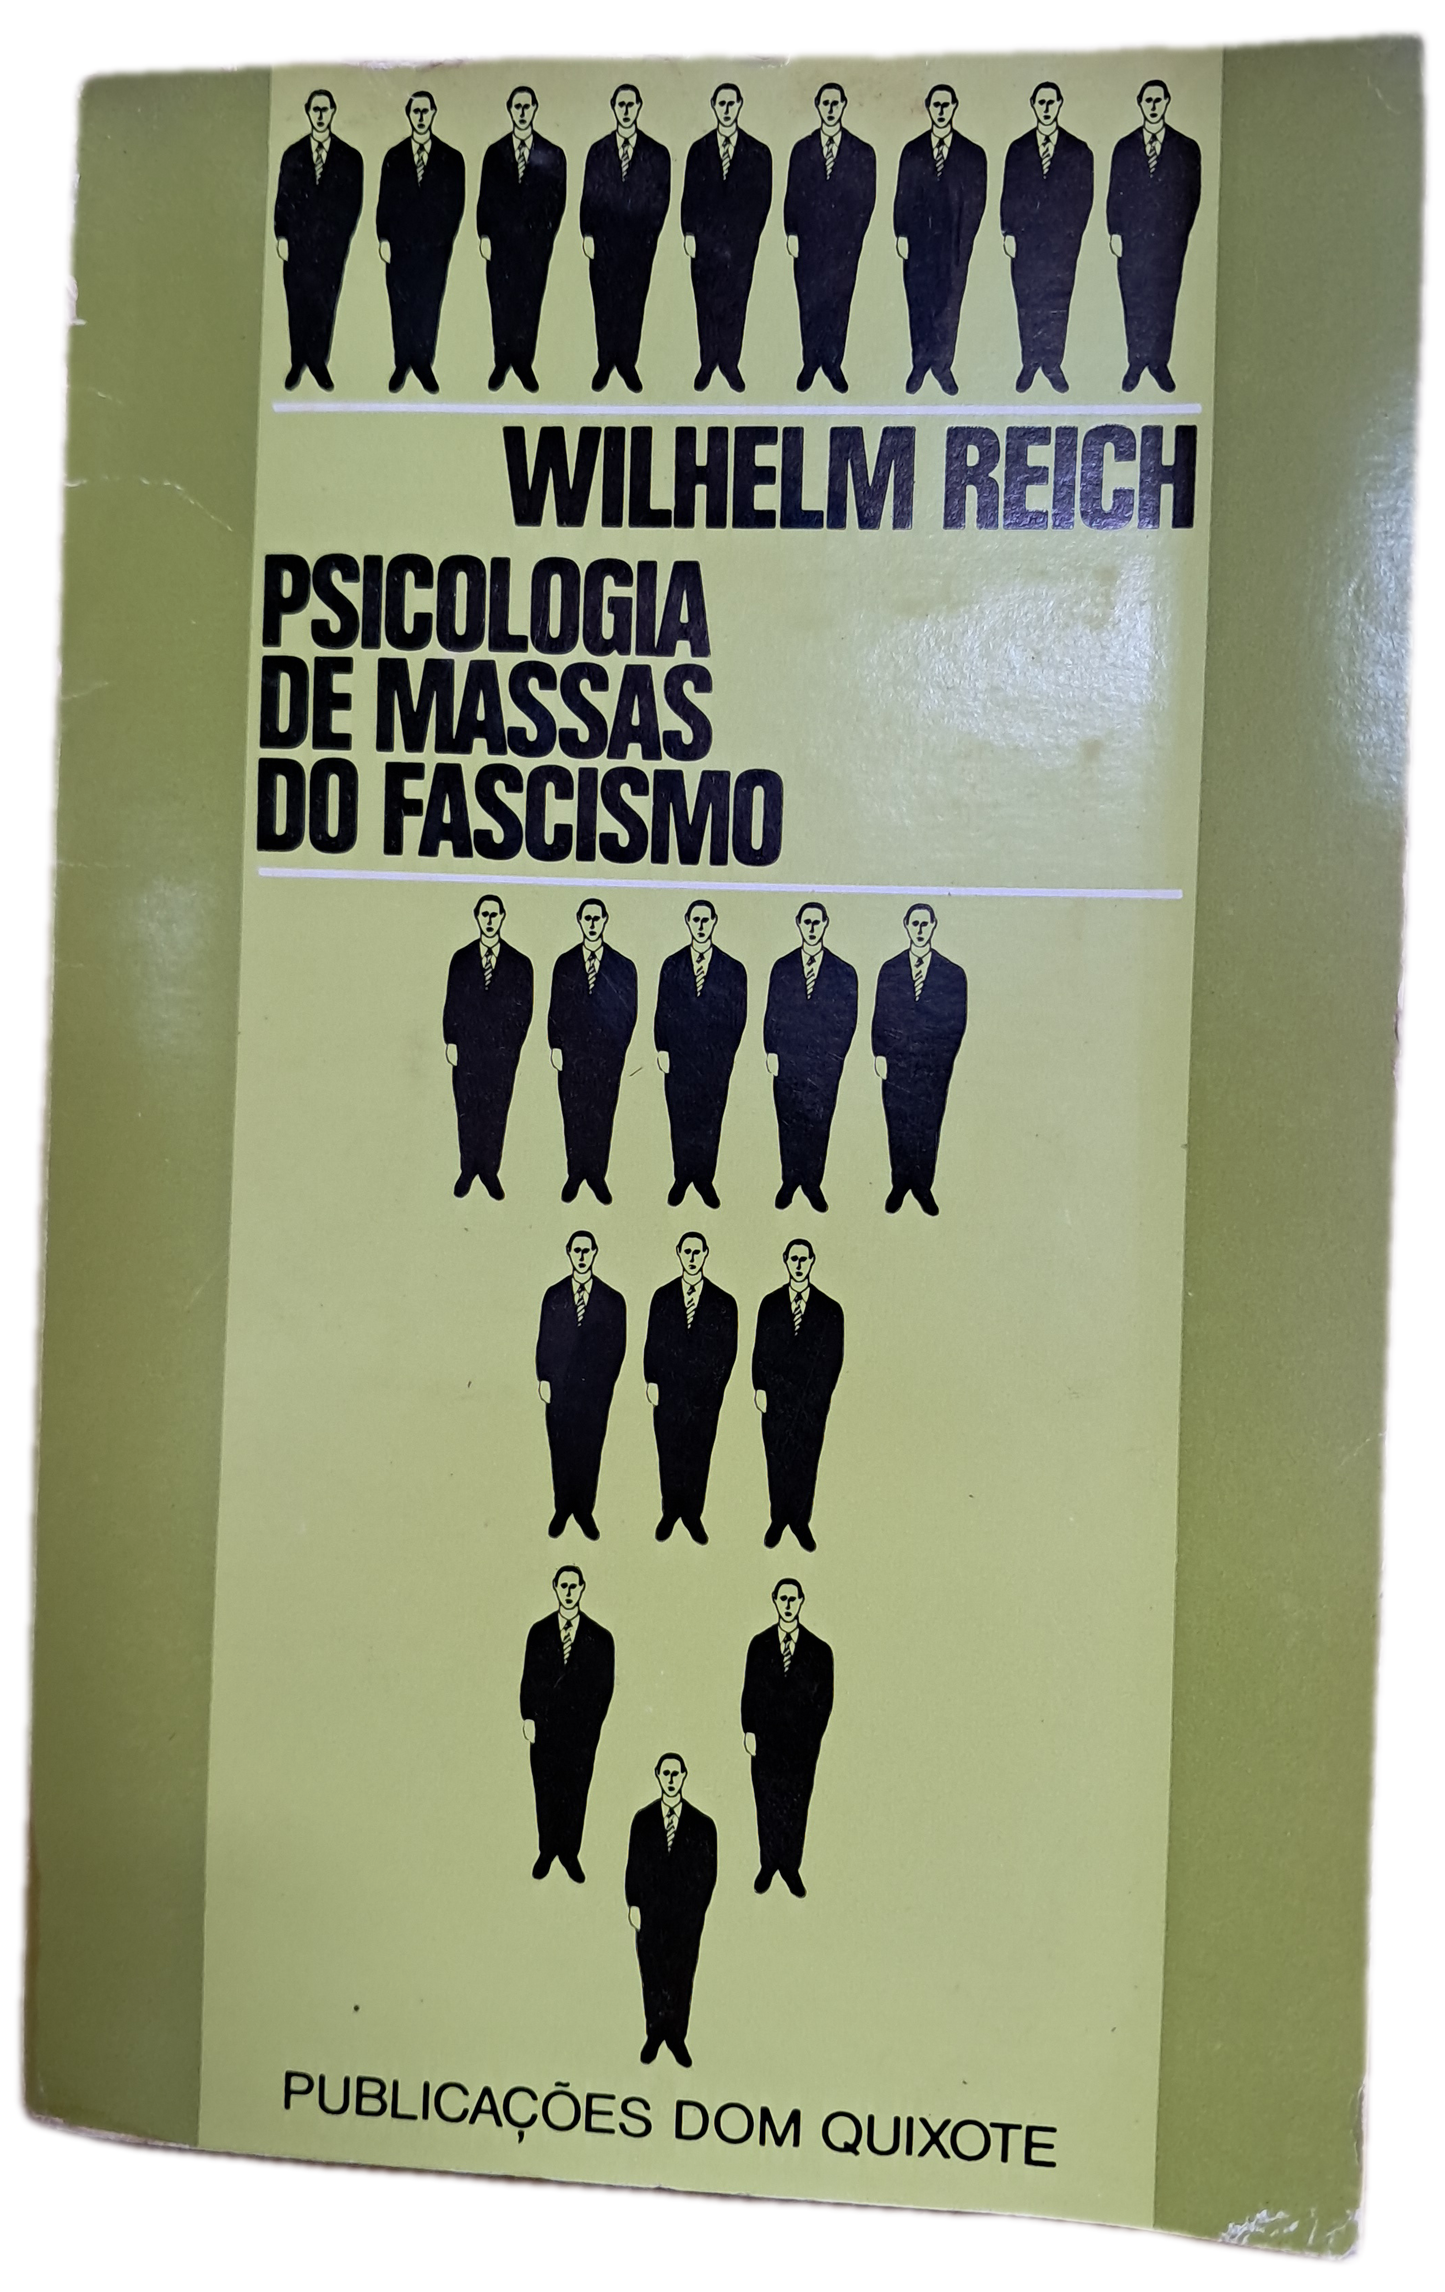 WILHELM REICH
PSICOLOGIA
DE MASSAS
DO FASCISMO
PUBLICAÇÕES DOM QUIXOTE